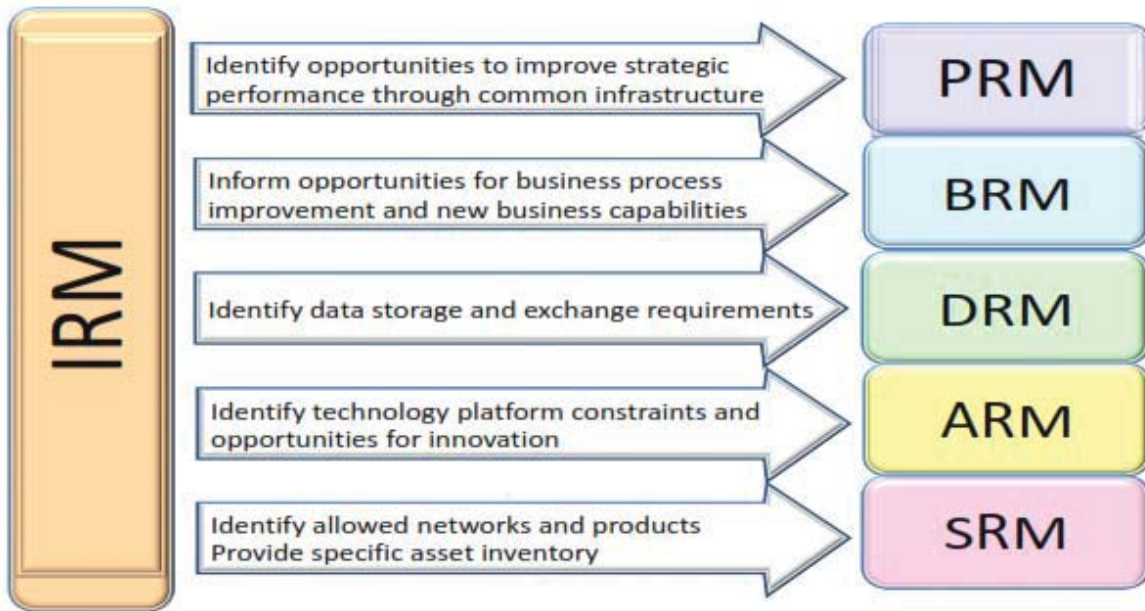 IRM
Identify opportunities to improve strategic
performance through common infrastructure
PRM
Inform opportunities for business process
improvement and new business capabilities
BRM
Identify data storage and exchange requirements
DRM
Identify technology platform constraints and
opportunities for innovation
ARM
Identify allowed networks and products
Provide specific asset inventory
SRM